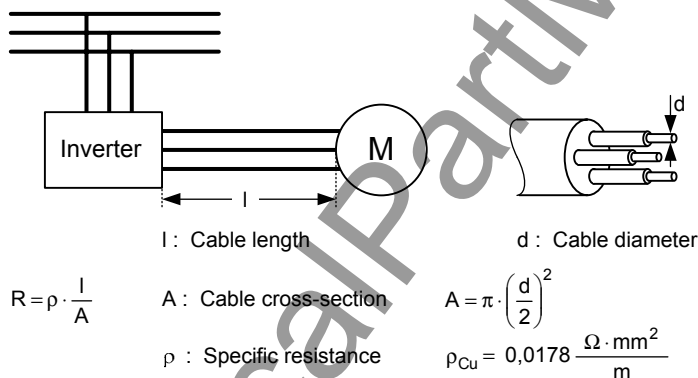 d
Inverter
M
l
l : Cable length
d : Cable diameter
R = ρ · l / A
A : Cable cross-section
A = π · (d / 2)²
ρ : Specific resistance
ρCu = 0,0178 Ω · mm² / m